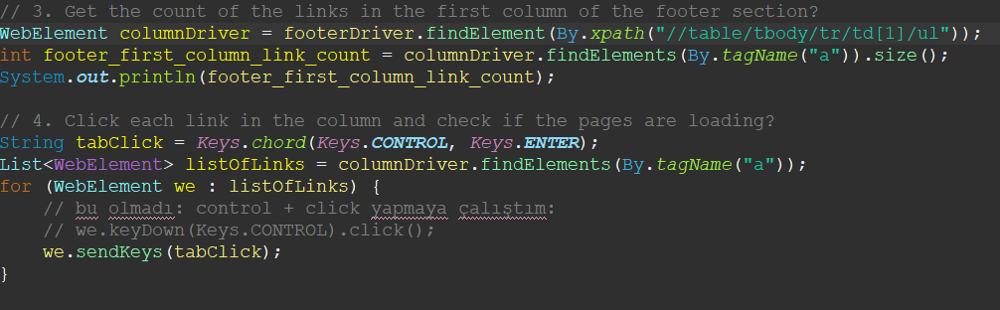 // 3. Get the count of the links in the first column of the footer section?
WebElement columnDriver = footerDriver.findElement(By.xpath("//table/tbody/tr/td[1]/ul"));
int footer_first_column_link_count = columnDriver.findElements(By.tagName("a")).size();
System.out.println(footer_first_column_link_count);
// 4. Click each link in the column and check if the pages are loading?
String tabClick = Keys.chord(Keys.CONTROL, Keys.ENTER);
List<WebElement> listOfLinks = columnDriver.findElements(By.tagName("a"));
for (WebElement we : listOfLinks) {
// bu olmadı: control + click yapmaya çalıştım:
// we.keyDown(Keys.CONTROL).click();
we.sendKeys(tabClick);
}